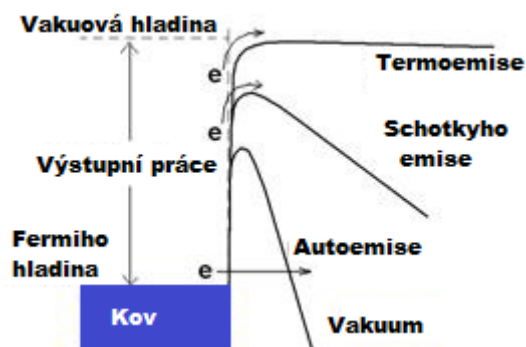 Vakuová hladina
e
Termoemise
e
Schotkyho
emise
Výstupní práce
Fermiho
hladina
e
Autoemise
Kov
Vakuum